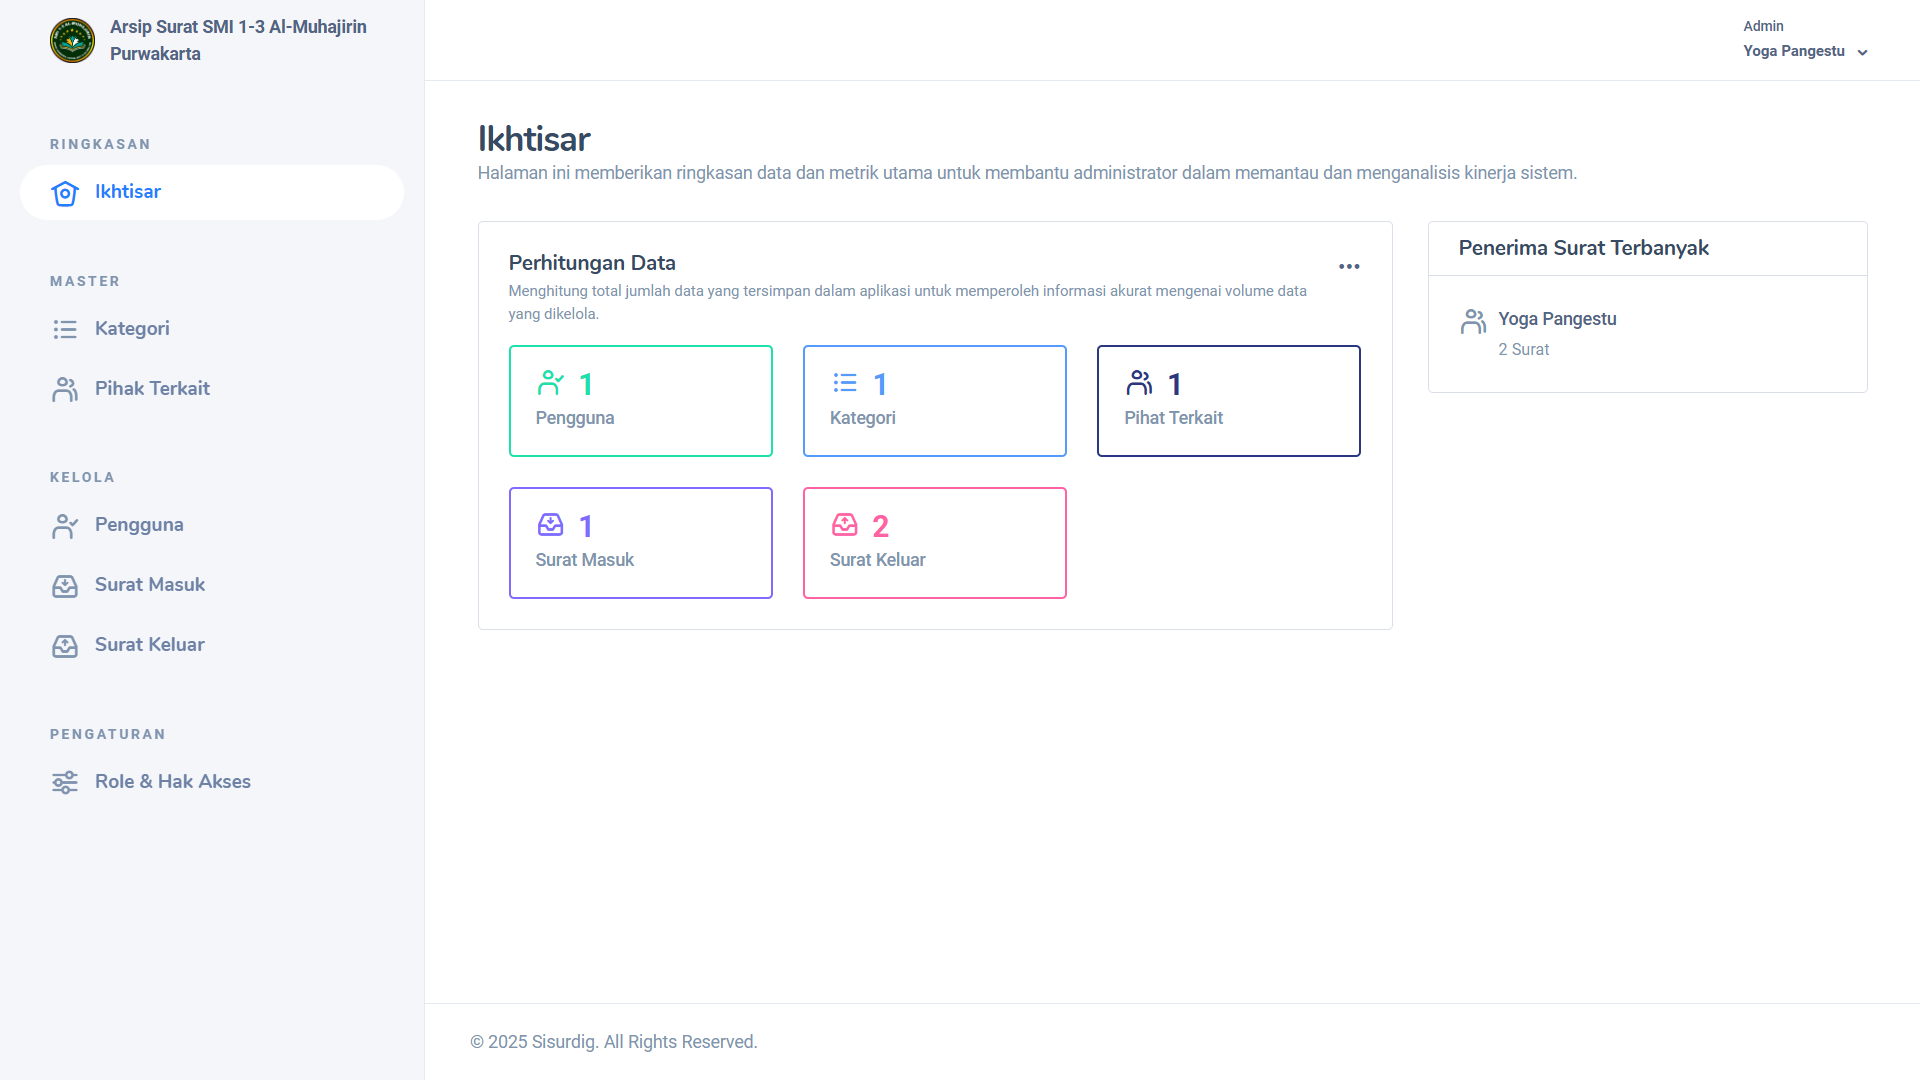 Arsip Surat SMI 1-3 Al-Muhajirin
Purwakarta
RINGKASAN
Ikhtisar
MASTER
Kategori
Pihak Terkait
KELOLA
Pengguna
Surat Masuk
Surat Keluar
PENGATURAN
Role & Hak Akses
Admin
Yoga Pangestu
Ikhtisar
Halaman ini memberikan ringkasan data dan metrik utama untuk membantu administrator dalam memantau dan menganalisis kinerja sistem.
Perhitungan Data
Menghitung total jumlah data yang tersimpan dalam aplikasi untuk memperoleh informasi akurat mengenai volume data
yang dikelola.
1
Pengguna
1
Kategori
1
Pihat Terkait
1
Surat Masuk
2
Surat Keluar
Penerima Surat Terbanyak
Yoga Pangestu
2 Surat
© 2025 Sisurdig. All Rights Reserved.